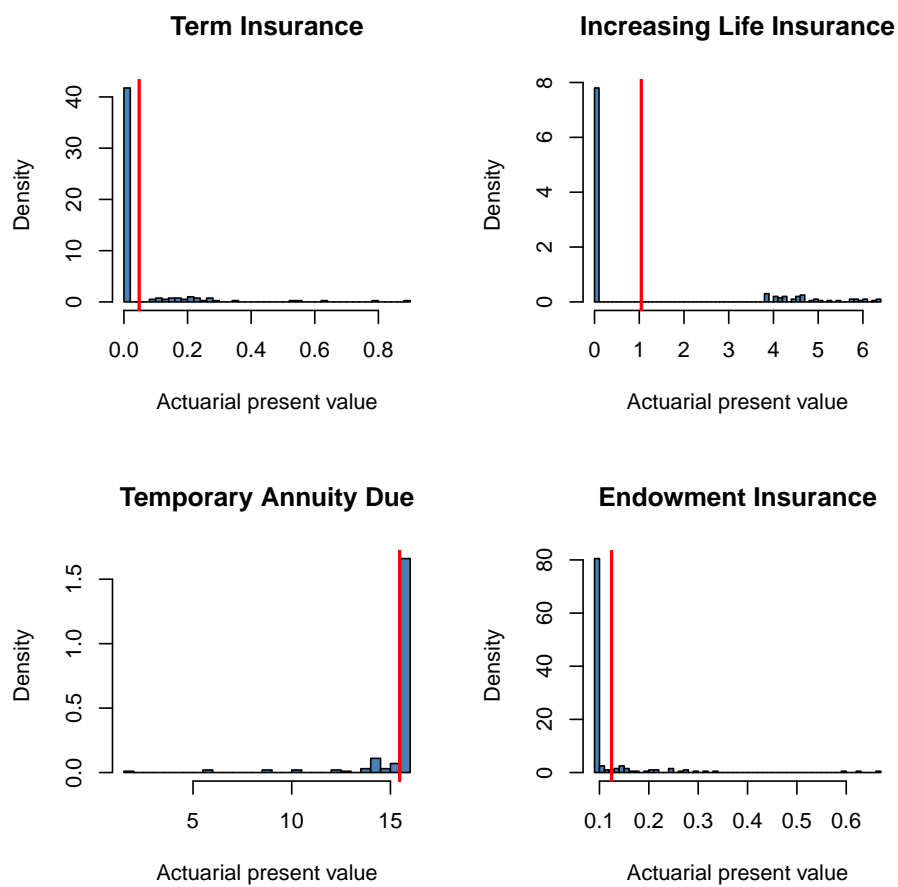 Term Insurance
Density
0 10 20 30 40
0.0 0.2 0.4 0.6 0.8
Actuarial present value
Increasing Life Insurance
Density
0 2 4 6 8
0 1 2 3 4 5 6
Actuarial present value
Temporary Annuity Due
Density
0.0 0.5 1.0 1.5
5 10 15
Actuarial present value
Endowment Insurance
Density
0 20 40 60 80
0.1 0.2 0.3 0.4 0.5 0.6
Actuarial present value